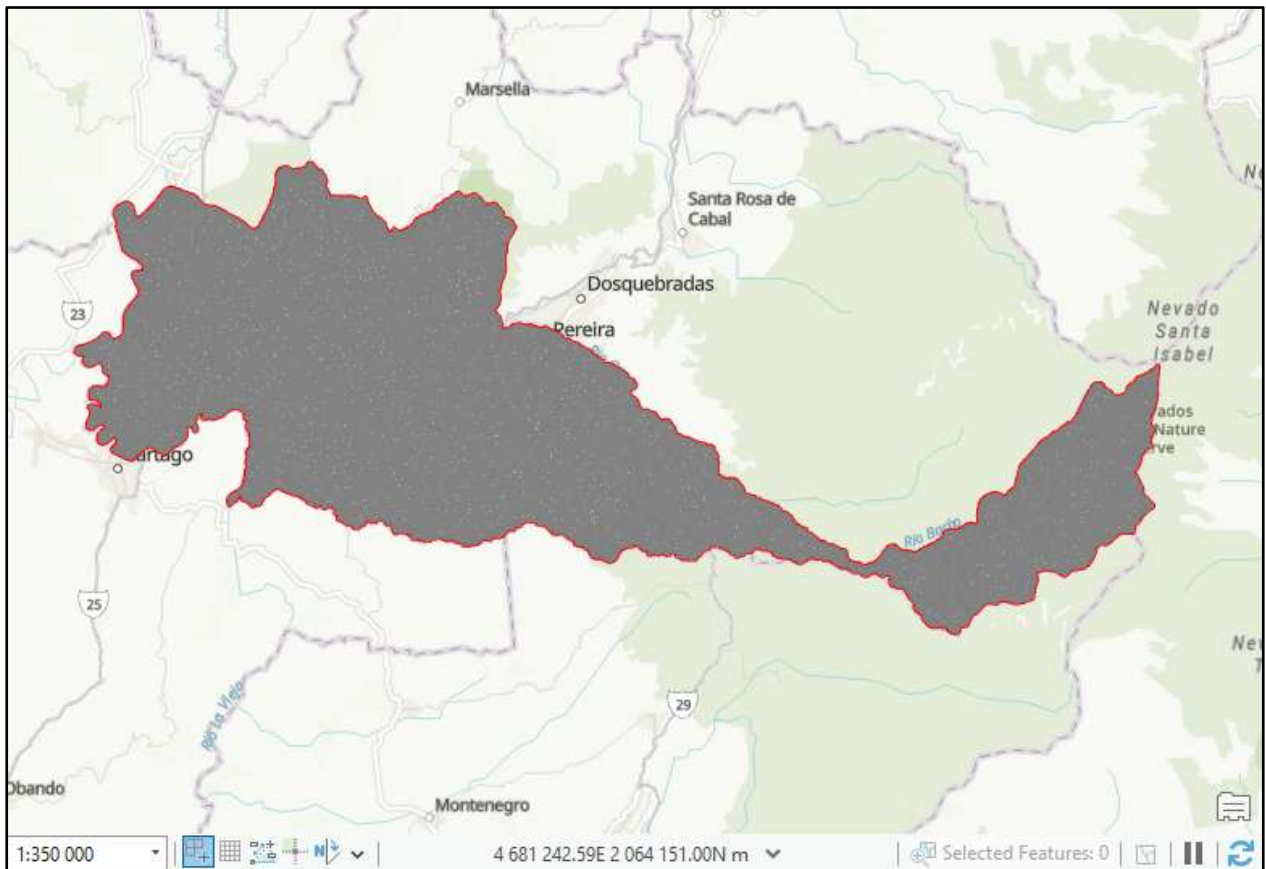 Marsella
Santa Rosa de
Cabal
Dosquebradas
23
Pereira
Nevado
Santa
Isabel
ados
Nature
rve
artago
Río
25
29
Río La Vieja
Obando
Montenegro
1:350 000
4 681 242.59E 2 064 151.00N m
Selected Features: 0